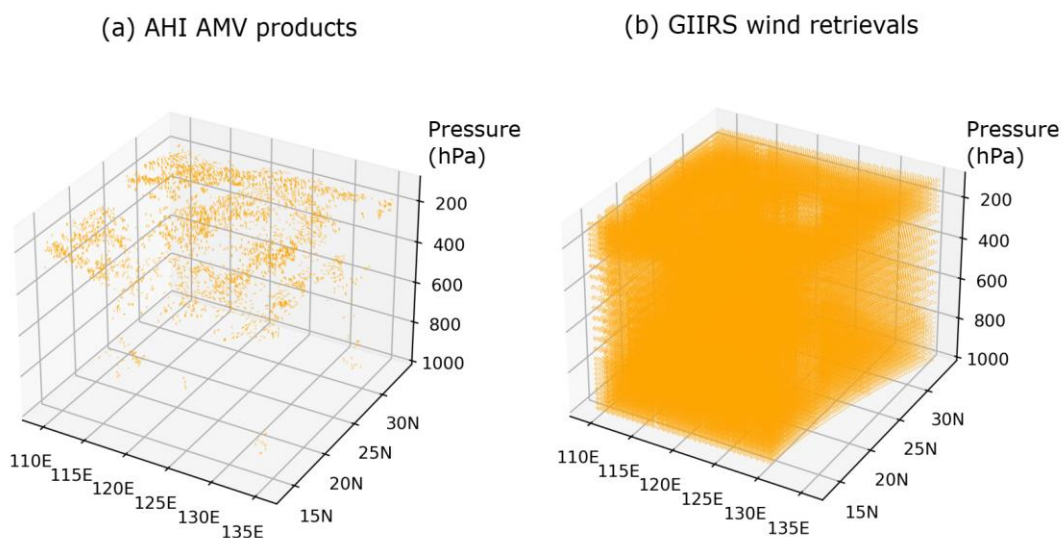 (a) AHI AMV products
Pressure
(hPa)
200
400
600
800
1000
30N
25N
20N
15N
110E
115E
120E
125E
130E
135E
(b) GIIRS wind retrievals
Pressure
(hPa)
200
400
600
800
1000
30N
25N
20N
15N
110E
115E
120E
125E
130E
135E